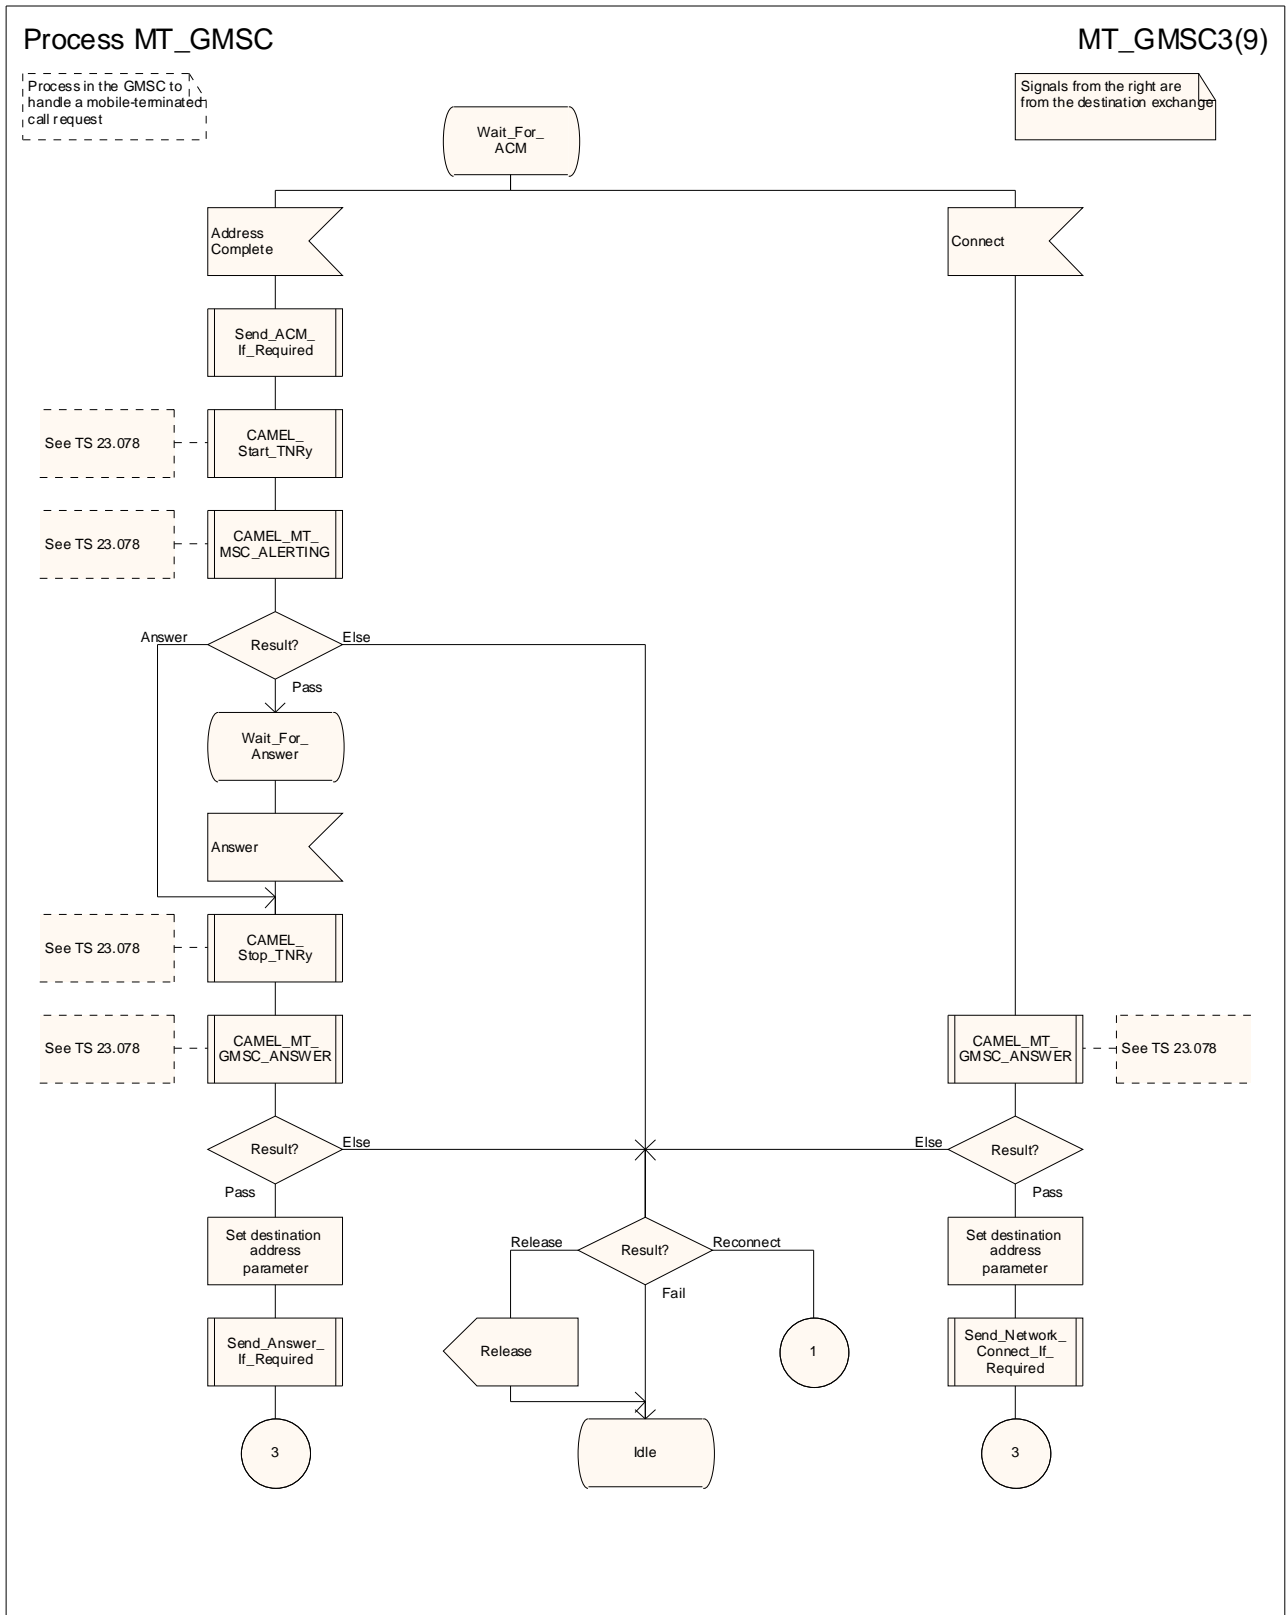 Process MT_GMSC
MT_GMSC3(9)
Process in the GMSC to
handle a mobile-terminated
call request
Signals from the right are
from the destination exchange
Wait_For_
ACM
Address
Complete
Connect
Send_ACM_
If_Required
See TS 23.078
CAMEL_
Start_TNRy
See TS 23.078
CAMEL_MT_
MSC_ALERTING
Answer
Result?
Else
Pass
Wait_For_
Answer
Answer
See TS 23.078
CAMEL_
Stop_TNRy
See TS 23.078
CAMEL_MT_
GMSC_ANSWER
CAMEL_MT_
GMSC_ANSWER
See TS 23.078
Result?
Else
Else
Result?
Pass
Pass
Set destination
address
parameter
Release
Result?
Reconnect
Fail
Set destination
address
parameter
Send_Answer_
If_Required
Release
1
Send_Network_
Connect_If_
Required
3
Idle
3